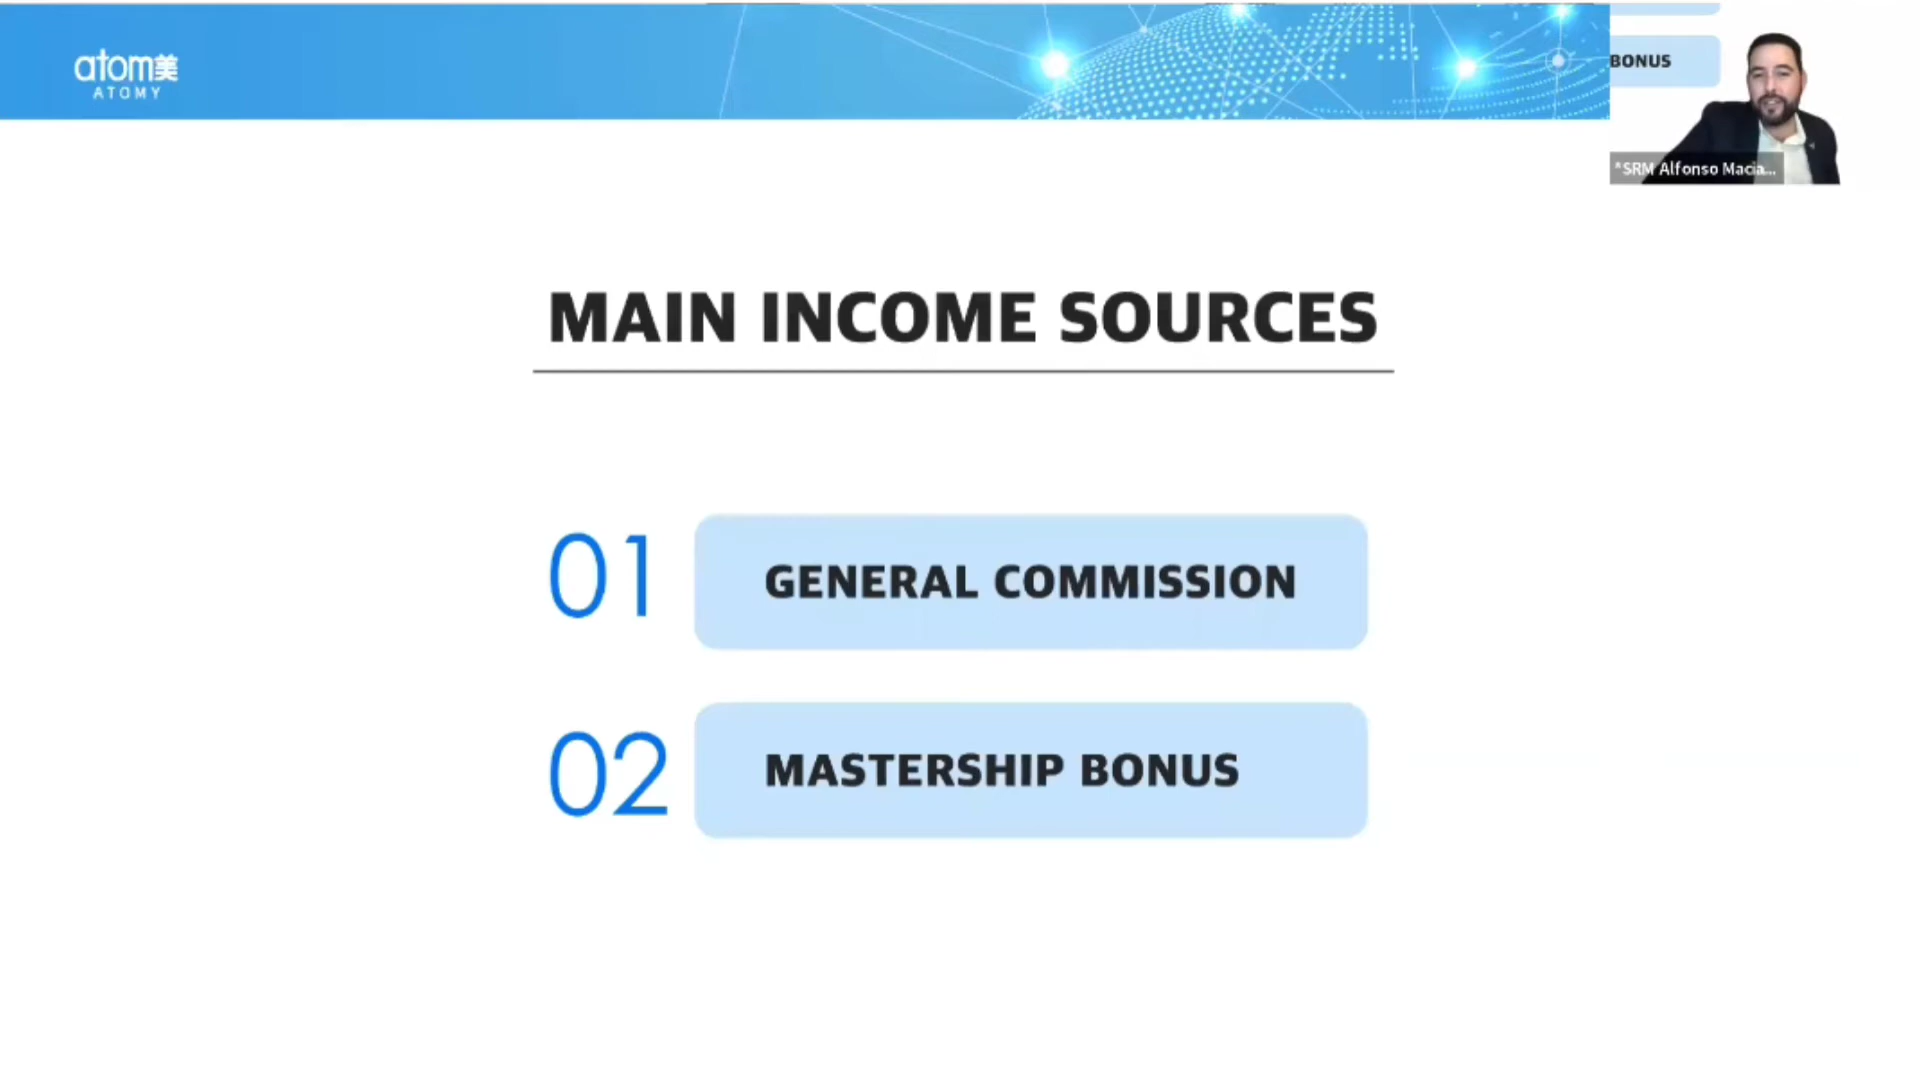 atom美
ATOMY
BONUS
*SRM Alfonso Macia...
MAIN INCOME SOURCES
01 GENERAL COMMISSION
02 MASTERSHIP BONUS